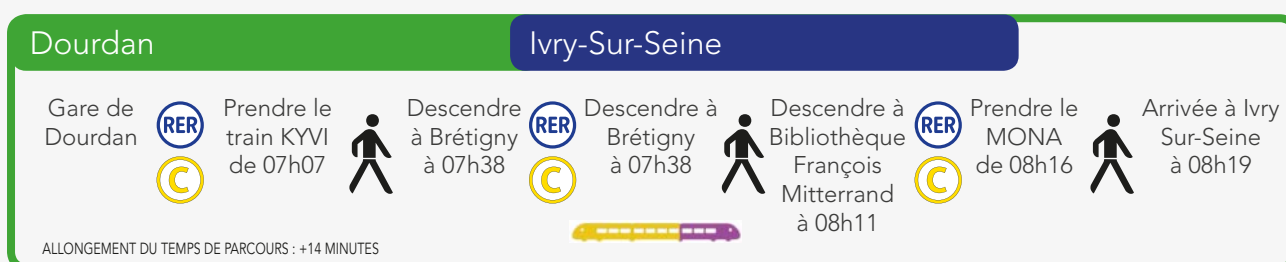 Dourdan
Ivry-Sur-Seine
Gare de
Dourdan
RER
C
Prendre le
train KYVI
de 07h07
Descendre
à Brétigny
à 07h38
RER
C
Descendre à
Brétigny
à 07h38
Descendre à
Bibliothèque
François
Mitterrand
à 08h11
RER
C
Prendre le
MONA
de 08h16
Arrivée à Ivry
Sur-Seine
à 08h19
ALLONGEMENT DU TEMPS DE PARCOURS : +14 MINUTES